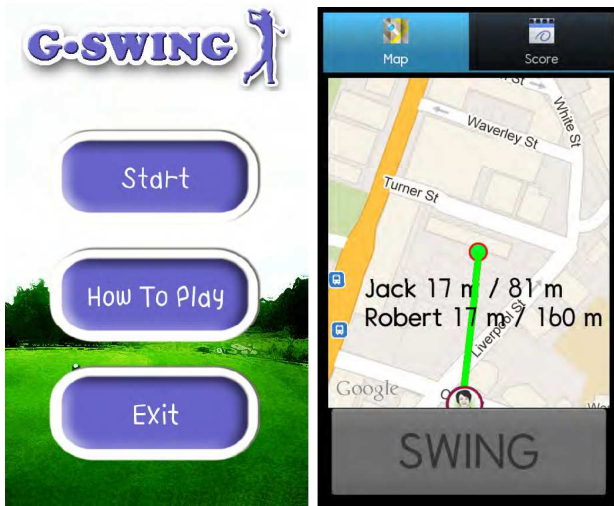 G•SWING
Start
How To Play
Exit
Map
Score
White St
Waverley St
Turner St
Jack 17 m / 81 m
Robert 17 m / 160 m
Liverpool St
Google
SWING